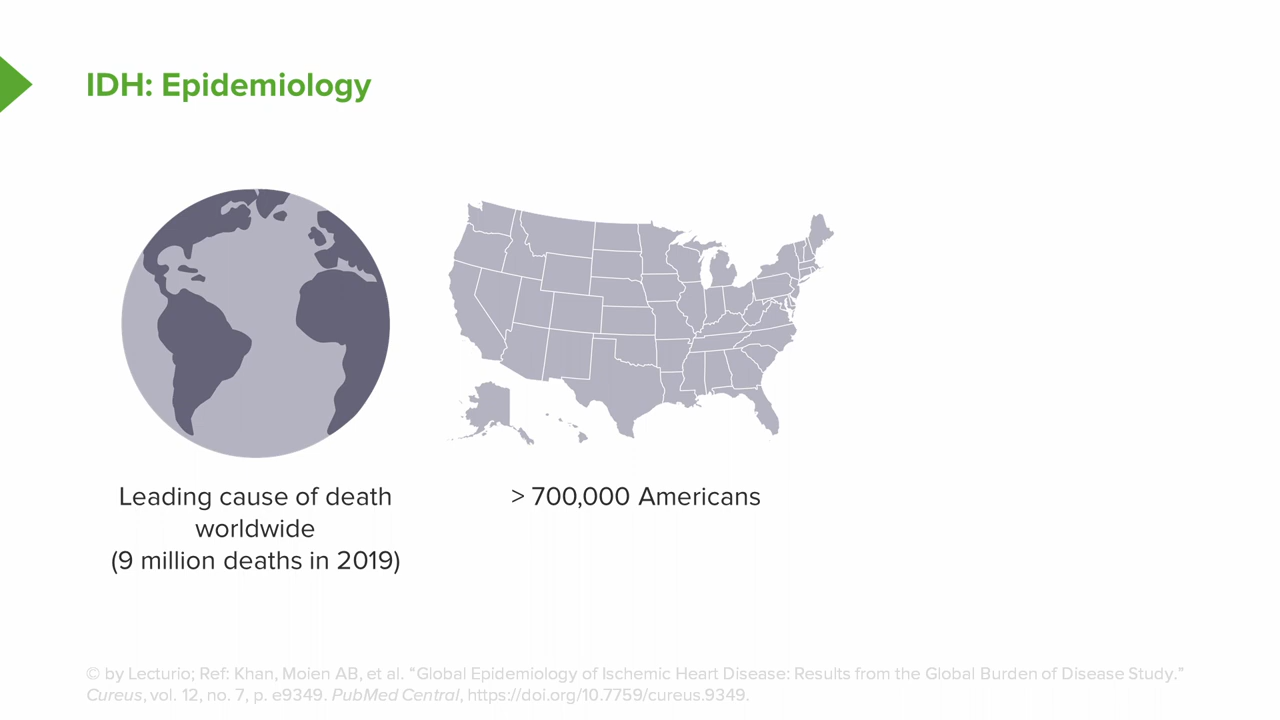 IDH: Epidemiology
Leading cause of death
worldwide
(9 million deaths in 2019)
> 700,000 Americans
© by Lecturio; Ref: Khan, Moien AB, et al. “Global Epidemiology of Ischemic Heart Disease: Results from the Global Burden of Disease Study.”
Cureus, vol. 12, no. 7, p. e9349. PubMed Central, https://doi.org/10.7759/cureus.9349.